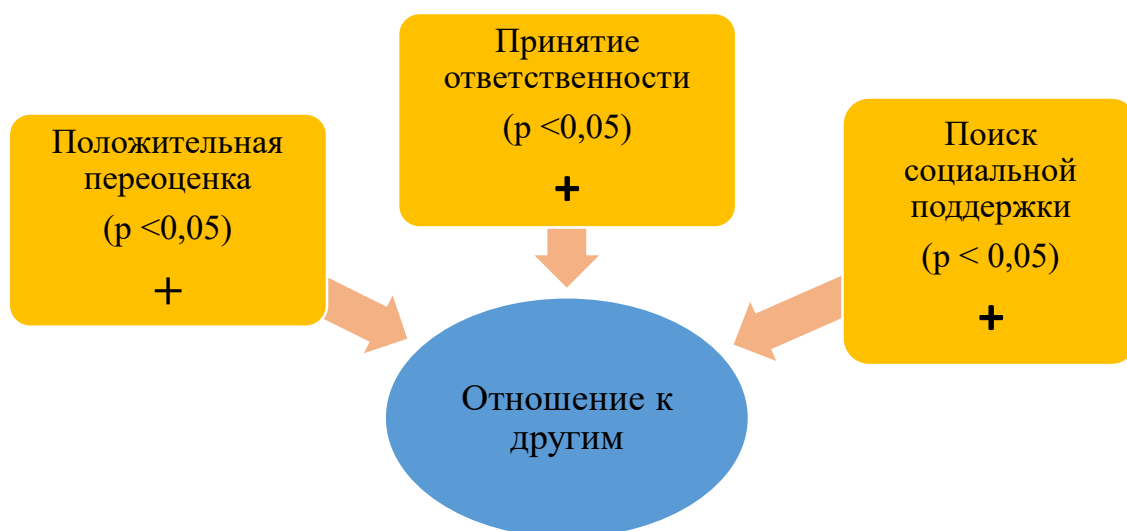 Положительная
переоценка
(p <0,05)
+
Принятие
ответственности
(p <0,05)
+
Поиск
социальной
поддержки
(p < 0,05)
+
Отношение к
другим